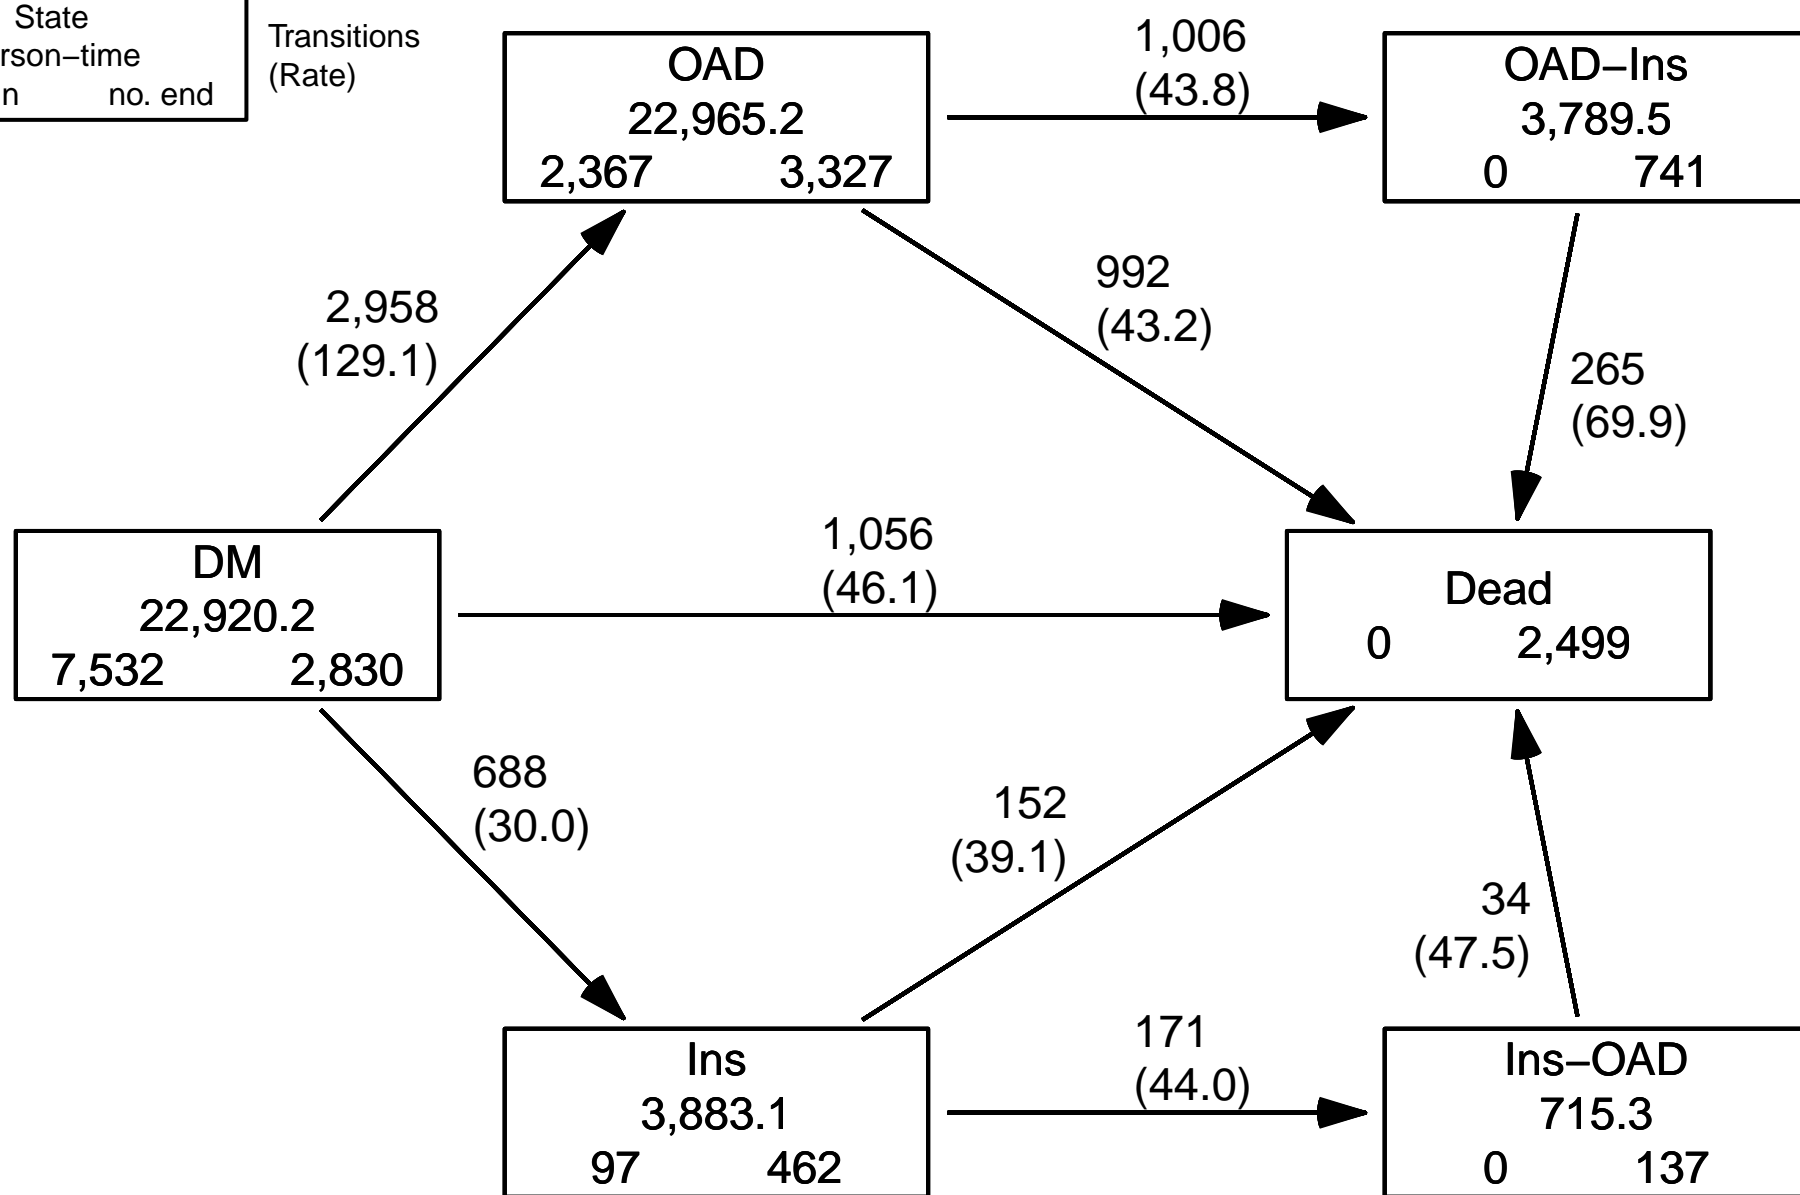 State
rson–time
n no. end
Transitions
(Rate)
OAD
22,965.2
2,367 3,327
1,006
(43.8)
OAD–Ins
3,789.5
0 741
2,958
(129.1)
992
(43.2)
265
(69.9)
DM
22,920.2
7,532 2,830
1,056
(46.1)
Dead
0 2,499
688
(30.0)
152
(39.1)
34
(47.5)
Ins
3,883.1
97 462
171
(44.0)
Ins–OAD
715.3
0 137